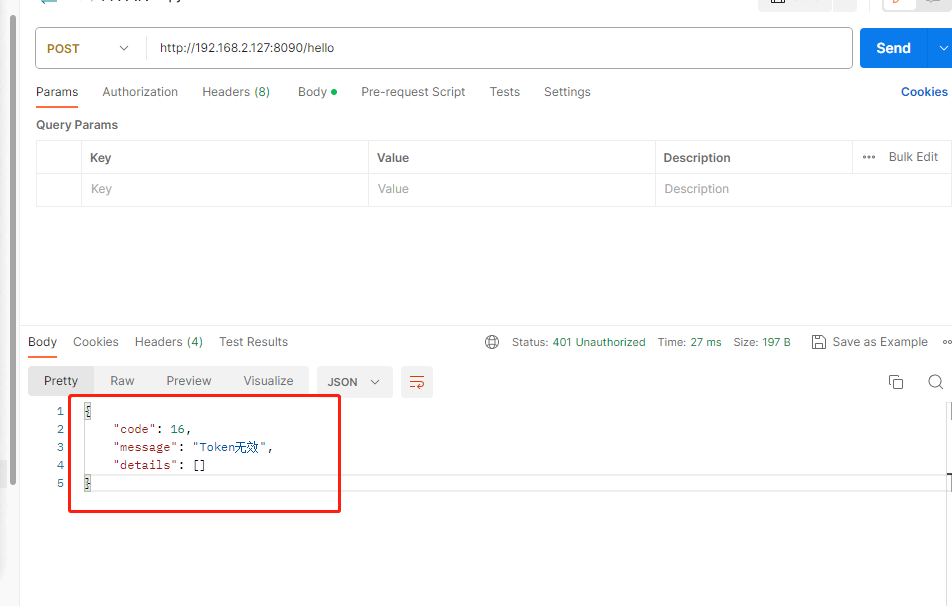 POST http://192.168.2.127:8090/hello Send
Params Authorization Headers (8) Body Pre-request Script Tests Settings Cookies
Query Params
Key Value Description ••• Bulk Edit
Key Value Description
Body Cookies Headers (4) Test Results Status: 401 Unauthorized Time: 27 ms Size: 197 B Save as Example
Pretty Raw Preview Visualize JSON
1 {
2 "code": 16,
3 "message": "Token无效",
4 "details": []
5 }